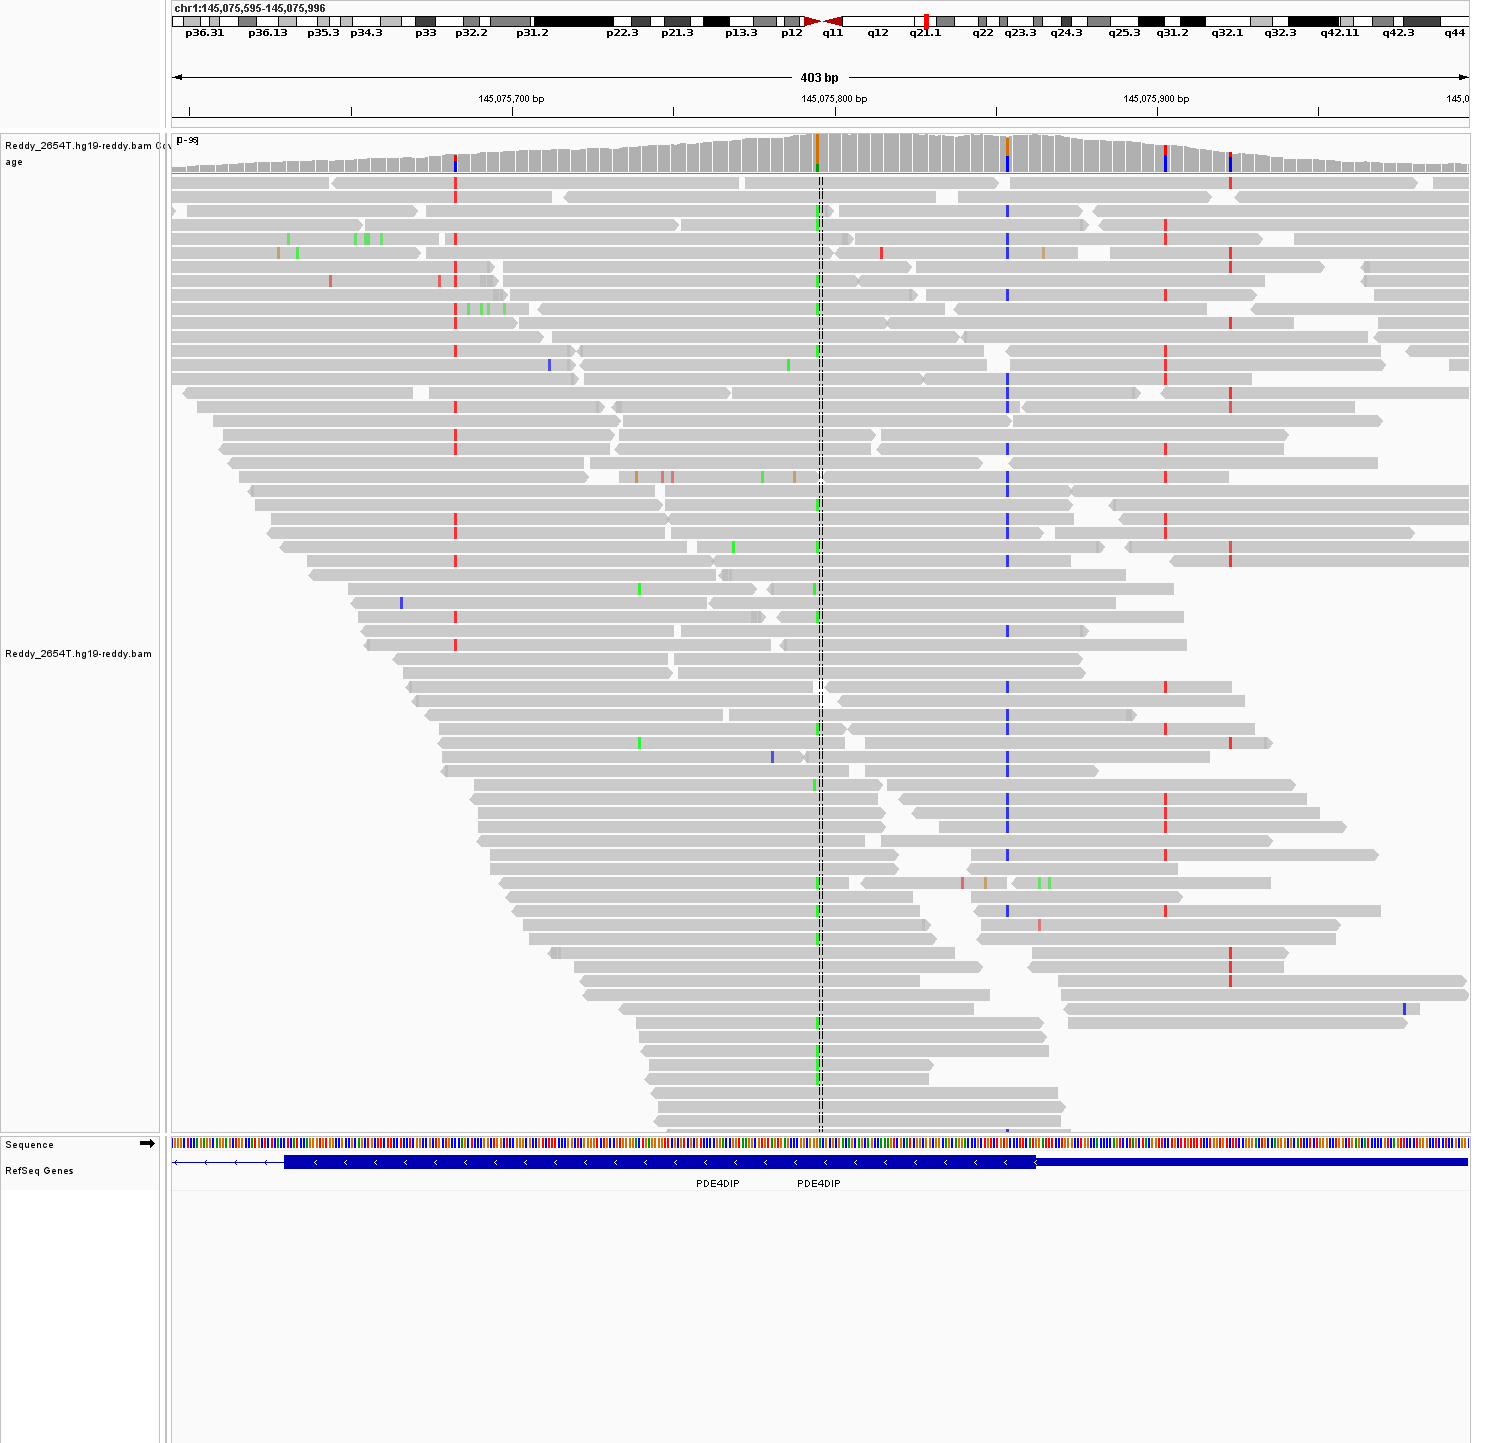 chr1:145,075,595-145,075,996
p36.31 p36.13 p35.3 p34.3 p33 p32.2 p31.2 p22.3 p21.3 p13.3 p12 q11 q12 q21.1 q22 q23.3 q24.3 q25.3 q31.2 q32.1 q32.3 q42.11 q42.3 q44
403 bp
145,075,700 bp 145,075,800 bp 145,075,900 bp 145,0
Reddy_2654T.hg19-reddy.bam Cov
age
[0-95]
Reddy_2654T.hg19-reddy.bam
Sequence
RefSeq Genes
PDE4DIP PDE4DIP